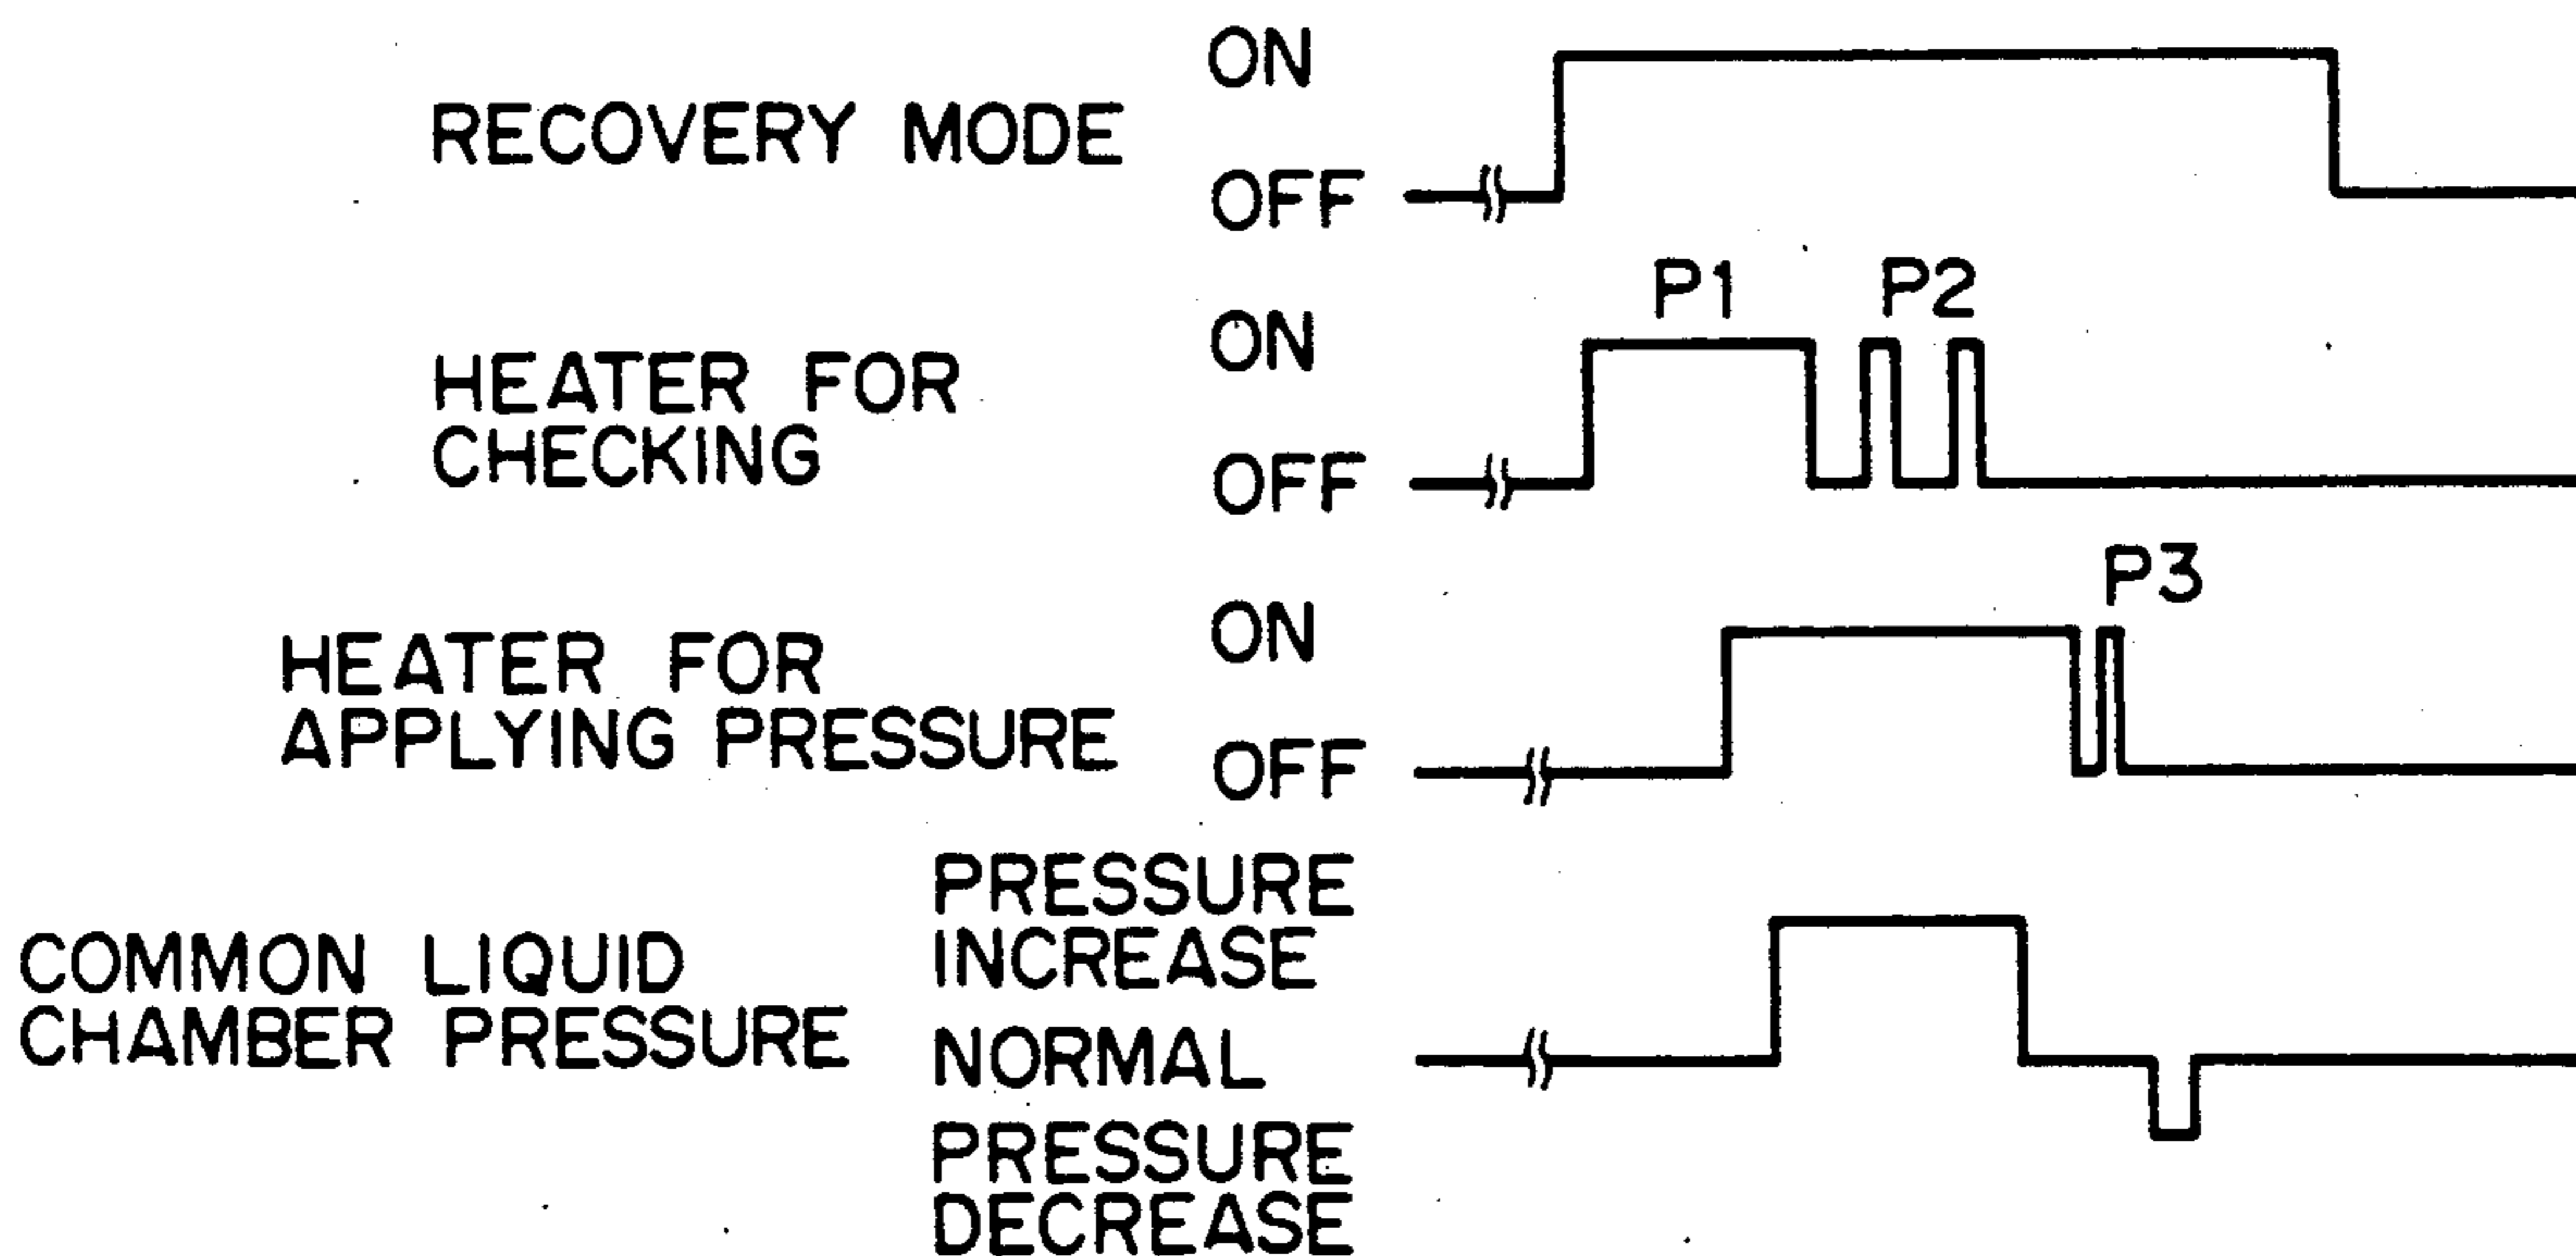 ON
RECOVERY MODE
OFF
P1 P2
ON
HEATER FOR
CHECKING
OFF
P3
ON
HEATER FOR
APPLYING PRESSURE
OFF
PRESSURE
INCREASE
COMMON LIQUID
CHAMBER PRESSURE
NORMAL
PRESSURE
DECREASE